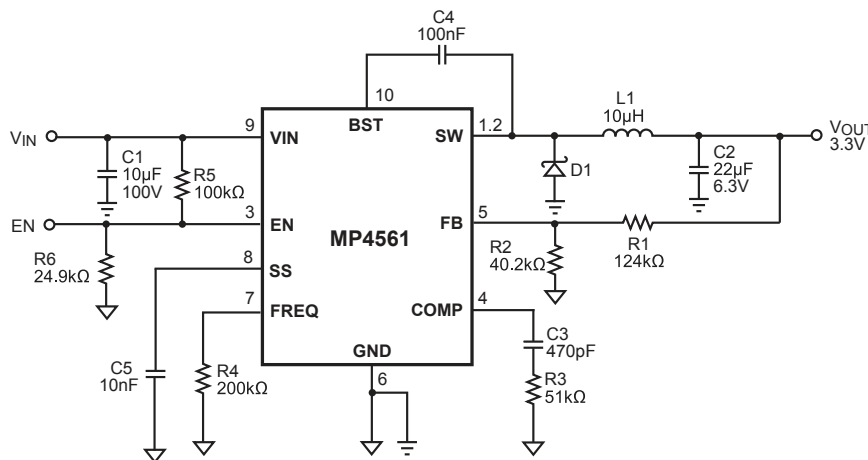 C4
100nF
10
BST
VIN
9
VIN
SW
1.2
L1
10µH
VOUT
3.3V
C1
10µF
100V
R5
100kΩ
D1
C2
22µF
6.3V
EN
3
EN
MP4561
FB
5
R1
124kΩ
R2
40.2kΩ
R6
24.9kΩ
8
SS
7
FREQ
COMP
4
GND
6
C3
470pF
R3
51kΩ
C5
10nF
R4
200kΩ